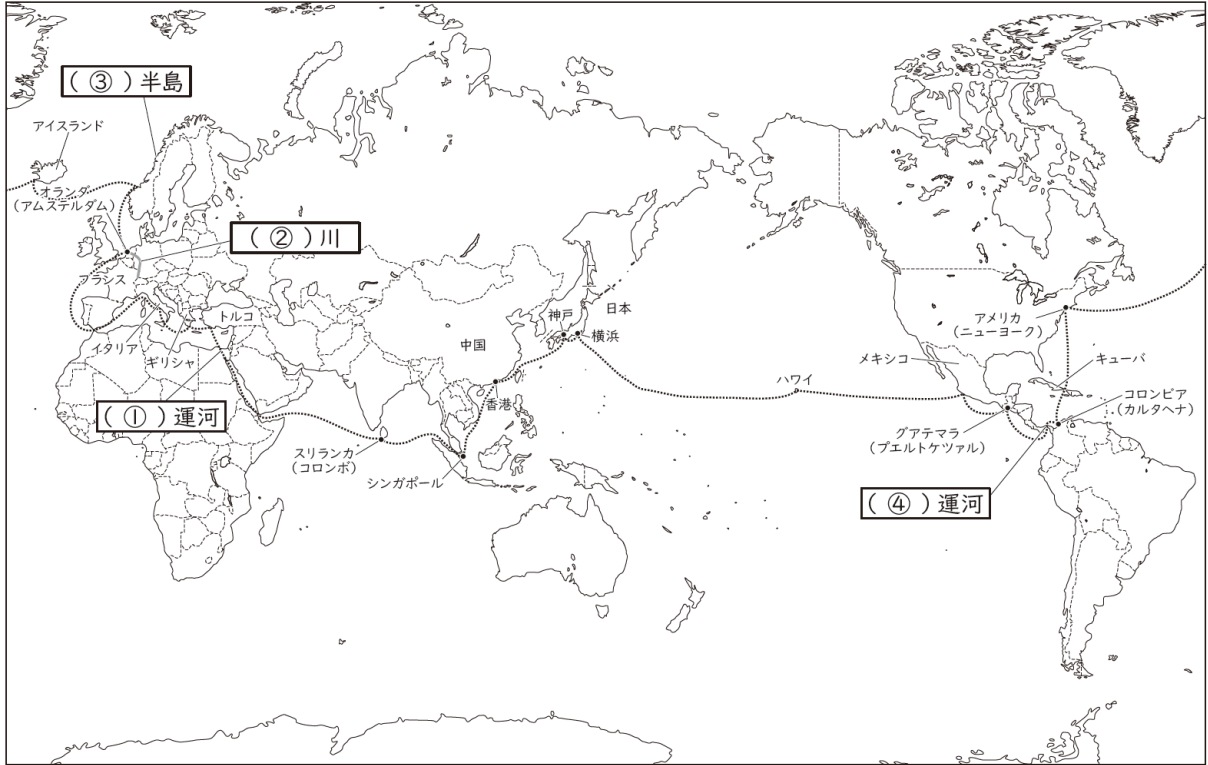 ( ③ ) 半島
アイスランド
オランダ
(アムステルダム)
( ② ) 川
フランス
トルコ
イタリア
ギリシャ
( ① ) 運河
中国
神戸
日本
横浜
香港
スリランカ
(コロンボ)
シンガポール
ハワイ
アメリカ
(ニューヨーク)
メキシコ
キューバ
コロンビア
(カルタヘナ)
グアテマラ
(プエルトケツァル)
( ④ ) 運河